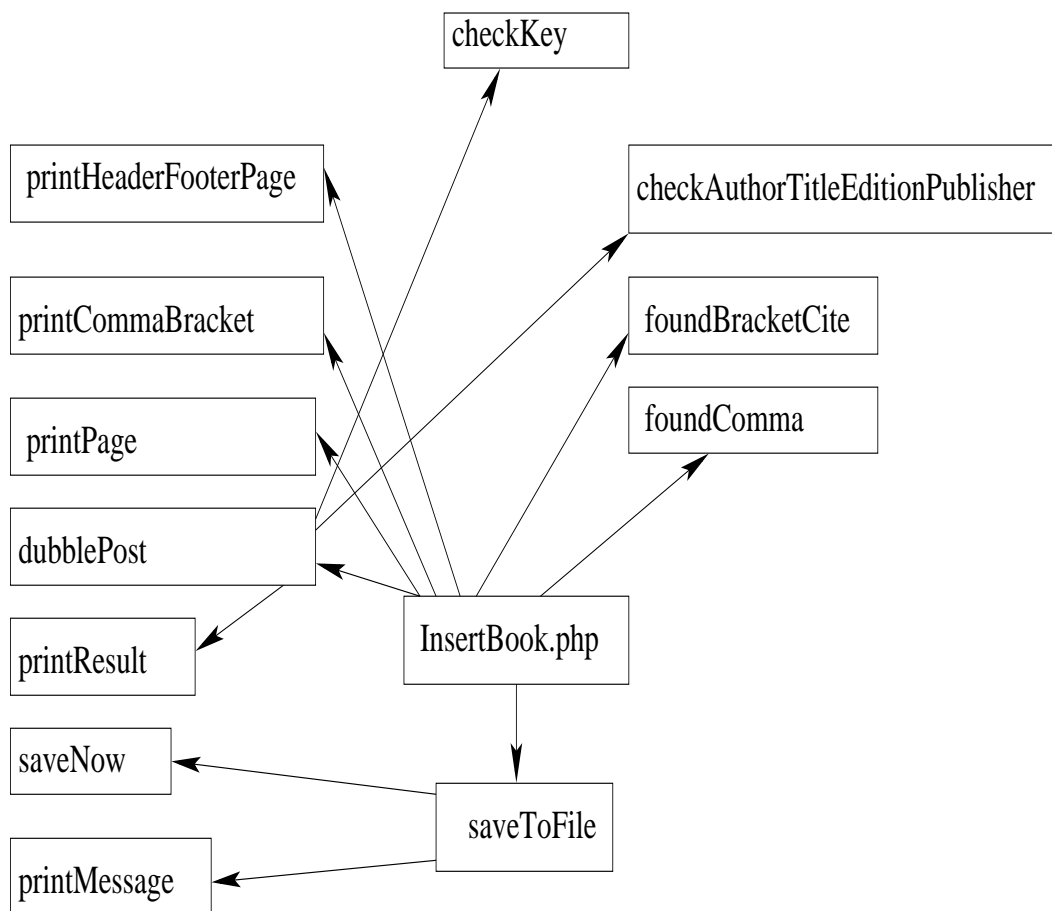 checkKey
printHeaderFooterPage
checkAuthorTitleEditionPublisher
printCommaBracket
foundBracketCite
printPage
foundComma
dubblePost
InsertBook.php
printResult
saveNow
saveToFile
printMessage